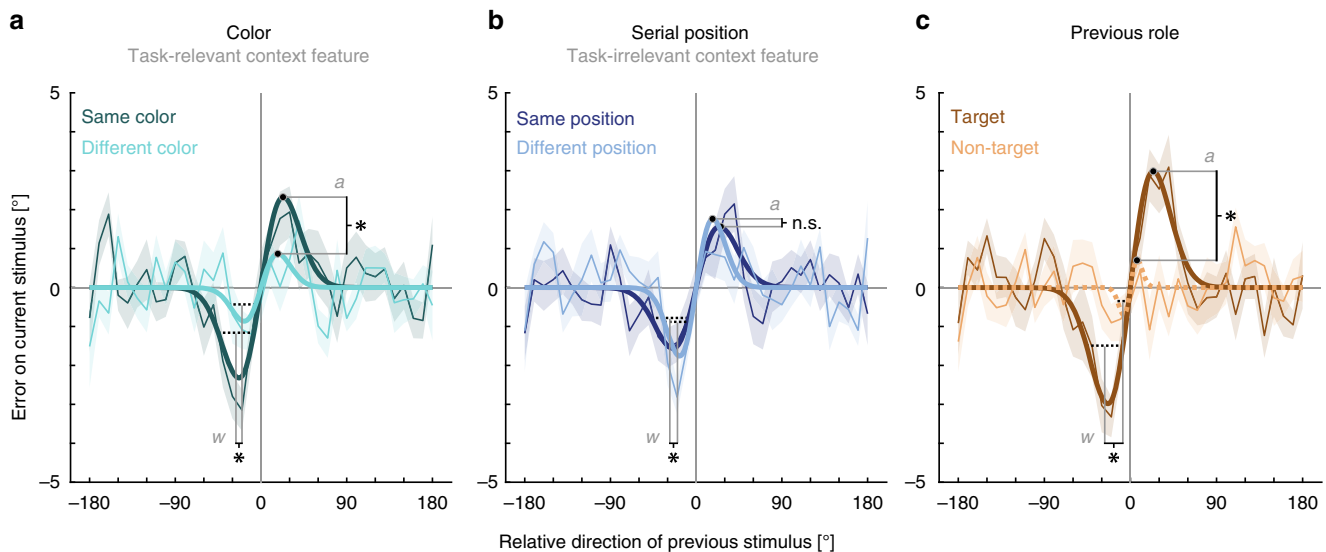 a
Color
Task-relevant context feature
5
Same color
Different color
a
*
0
w
*
−5
−180
−90
0
90
180
b
Serial position
Task-irrelevant context feature
5
Same position
Different position
a
n.s.
0
w
*
−5
−180
−90
0
90
180
c
Previous role
5
Target
Non-target
a
*
0
w
*
−5
−180
−90
0
90
180
Error on current stimulus [°]
Relative direction of previous stimulus [°]